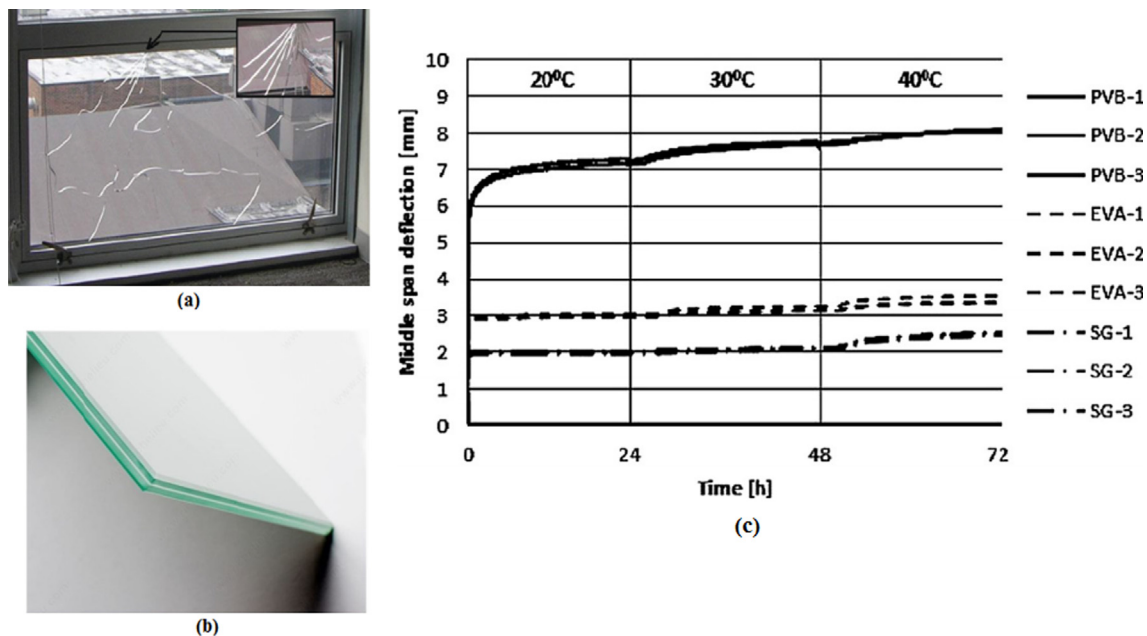 (a)
(b)
10
9
8
7
6
5
4
3
2
1
0
Middle span deflection [mm]
20⁰C
30⁰C
40⁰C
0
24
48
72
Time [h]
PVB-1
PVB-2
PVB-3
EVA-1
EVA-2
EVA-3
SG-1
SG-2
SG-3
(c)